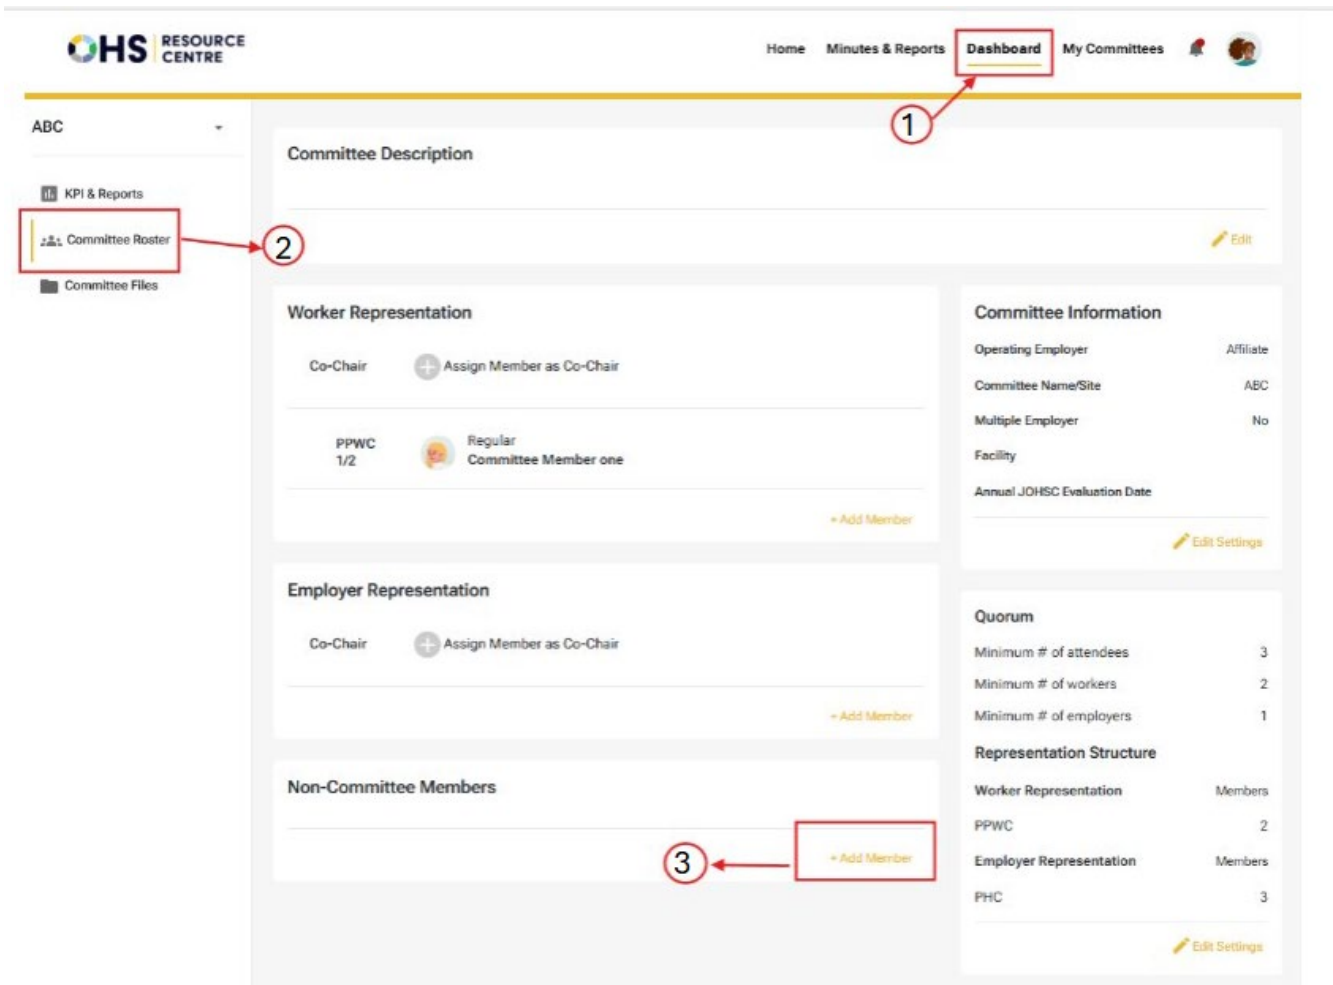 OHS RESOURCE CENTRE
Home Minutes & Reports Dashboard My Committees
1
ABC
KPI & Reports
Committee Roster
2
Committee Files
Committee Description
Edit
Worker Representation
Co-Chair + Assign Member as Co-Chair
PPWC 1/2
Regular
Committee Member one
+ Add Member
Employer Representation
Co-Chair + Assign Member as Co-Chair
+ Add Member
Non-Committee Members
3
+ Add Member
Committee Information
Operating Employer Affiliate
Committee Name/Site ABC
Multiple Employer No
Facility
Annual JOHSC Evaluation Date
Edit Settings
Quorum
Minimum # of attendees 3
Minimum # of workers 2
Minimum # of employers 1
Representation Structure
Worker Representation Members
PPWC 2
Employer Representation Members
PHC 3
Edit Settings